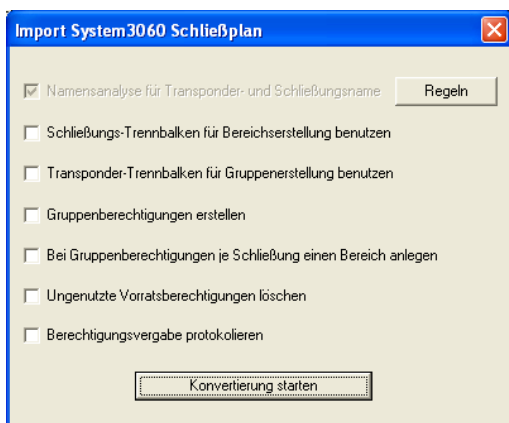 Import System3060 Schließplan
Namensanalyse für Transponder- und Schließungsname
Regeln
Schließungs-Trennbalken für Bereichserstellung benutzen
Transponder-Trennbalken für Gruppenerstellung benutzen
Gruppenberechtigungen erstellen
Bei Gruppenberechtigungen je Schließung einen Bereich anlegen
Ungenutzte Vorratsberechtigungen löschen
Berechtigungsvergabe protokolieren
Konvertierung starten